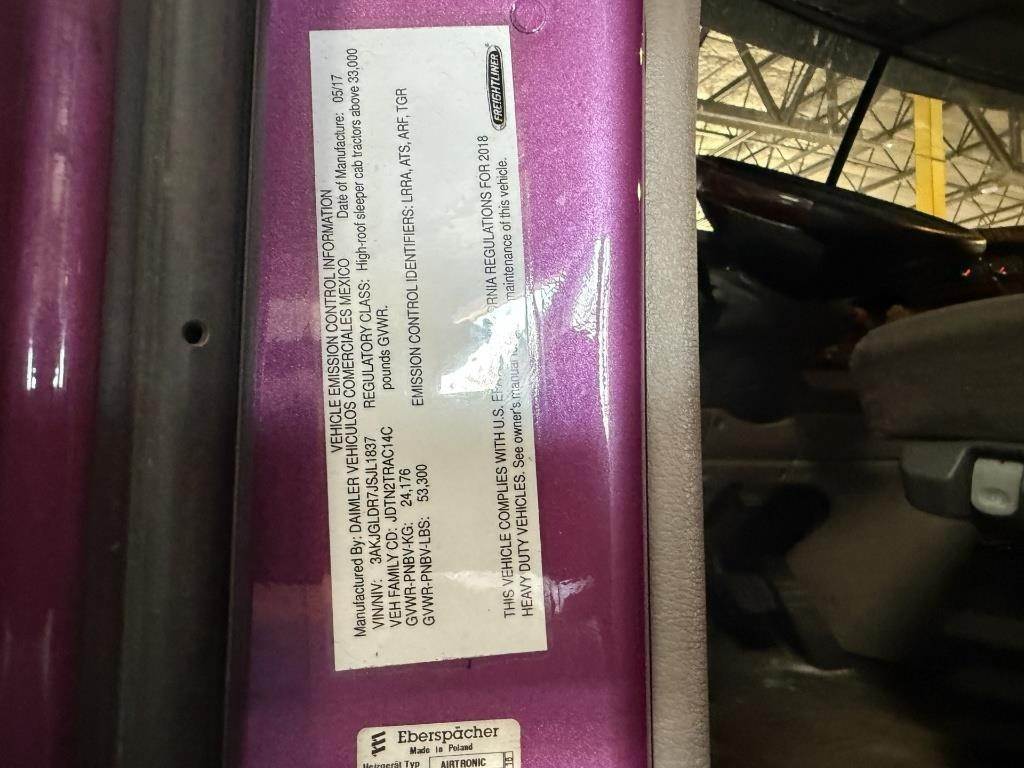 VEHICLE EMISSION CONTROL INFORMATION
Manufactured By: DAIMLER VEHICULOS COMERCIALES MEXICO Date of Manufacture: 05/17
VIN/NIV: 3AKJGLDR7JSJL1837 REGULATORY CLASS: High-roof sleeper cab tractors above 33,000
VEH FAMILY CD: JDTN2TRAC14C pounds GVWR.
GVWR-PNBV-KG: 24,176
GVWR-PNBV-LBS: 53,300 EMISSION CONTROL IDENTIFIERS: LRRA, ATS, ARF, TGR
THIS VEHICLE COMPLIES WITH U.S. REGULATIONS FOR 2018
HEAVY DUTY VEHICLES. See owner's manual maintenance of this vehicle.
FREIGHTLINER
Eberspächer
Made in Poland
Heizgerät Typ AIRTRONIC